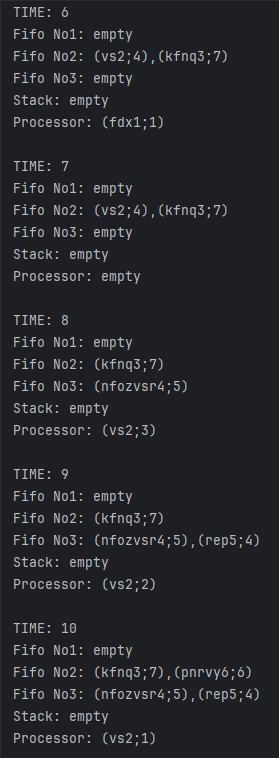 TIME: 6
Fifo No1: empty
Fifo No2: (vs2;4),(kfnq3;7)
Fifo No3: empty
Stack: empty
Processor: (fdx1;1)

TIME: 7
Fifo No1: empty
Fifo No2: (vs2;4),(kfnq3;7)
Fifo No3: empty
Stack: empty
Processor: empty

TIME: 8
Fifo No1: empty
Fifo No2: (kfnq3;7)
Fifo No3: (nfozvsr4;5)
Stack: empty
Processor: (vs2;3)

TIME: 9
Fifo No1: empty
Fifo No2: (kfnq3;7)
Fifo No3: (nfozvsr4;5),(rep5;4)
Stack: empty
Processor: (vs2;2)

TIME: 10
Fifo No1: empty
Fifo No2: (kfnq3;7),(pnrvy6;6)
Fifo No3: (nfozvsr4;5),(rep5;4)
Stack: empty
Processor: (vs2;1)